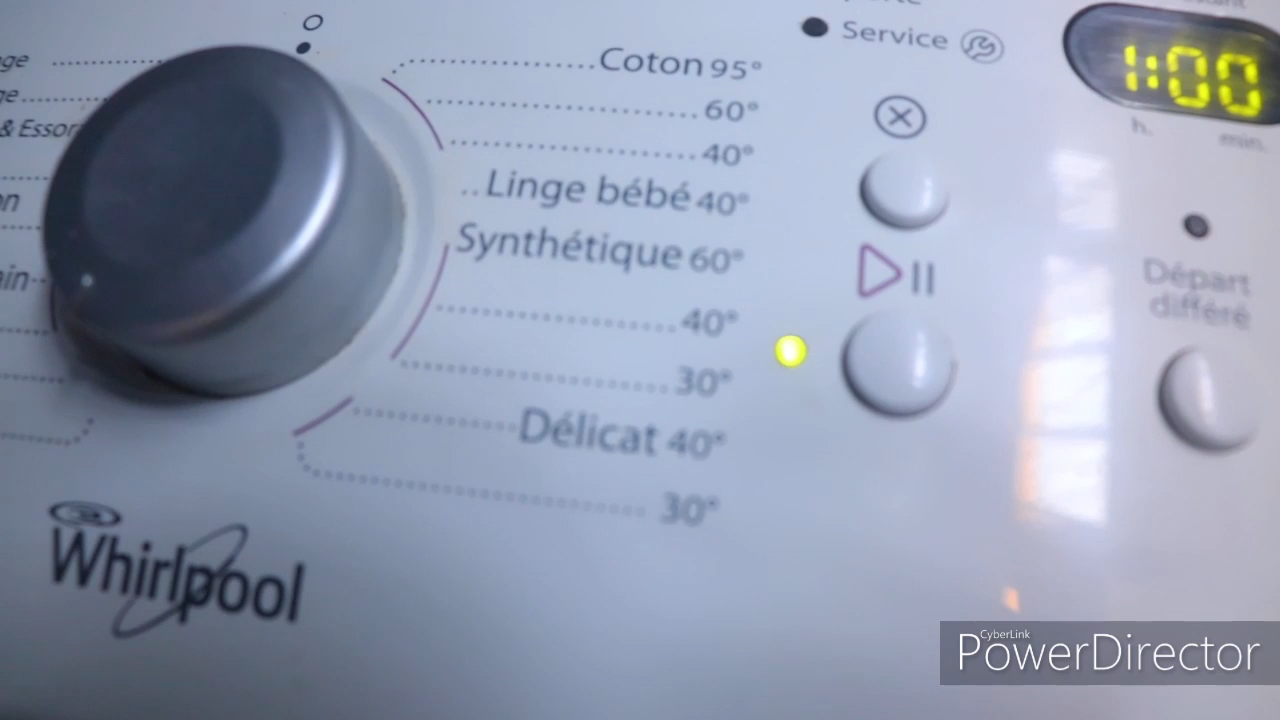 Service
1:00
h. min.
Coton 95°
60°
40°
Linge bébé 40°
Synthétique 60°
40°
30°
Délicat 40°
30°
& Essor
Départ
différé
Whirlpool
CyberLink
PowerDirector